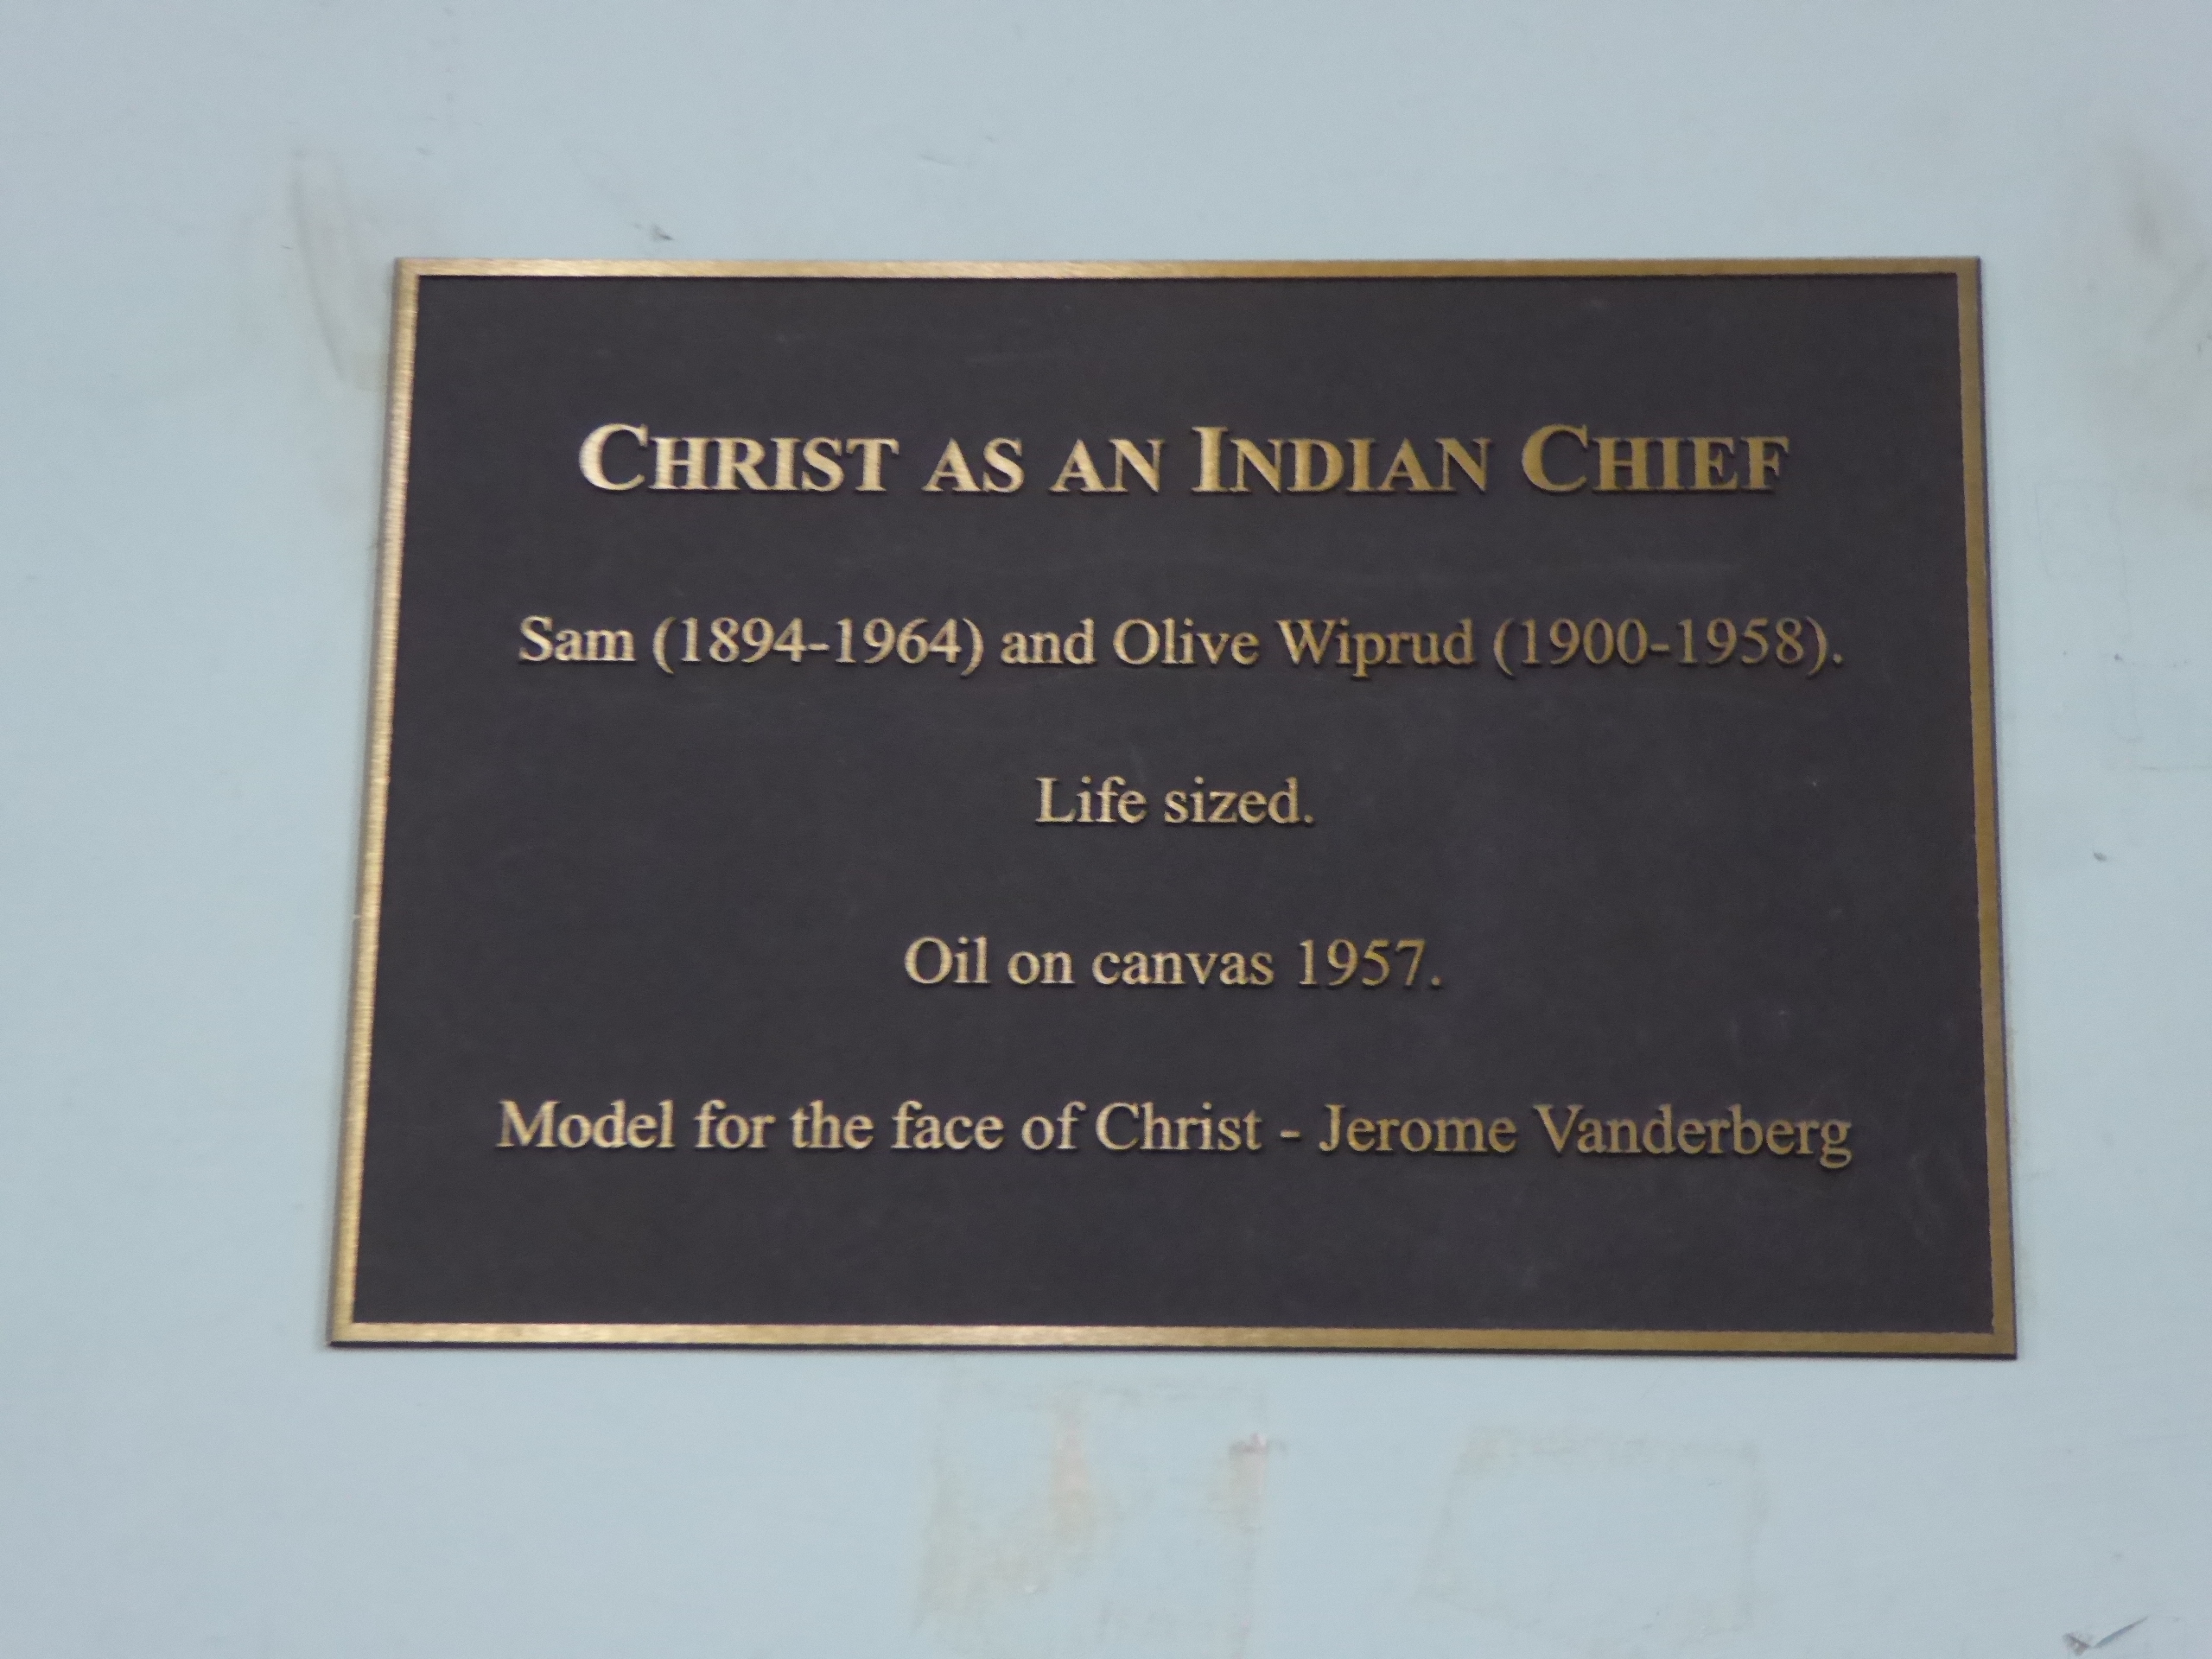 CHRIST AS AN INDIAN CHIEF
Sam (1894-1964) and Olive Wiprud (1900-1958).
Life sized.
Oil on canvas 1957.
Model for the face of Christ - Jerome Vanderberg